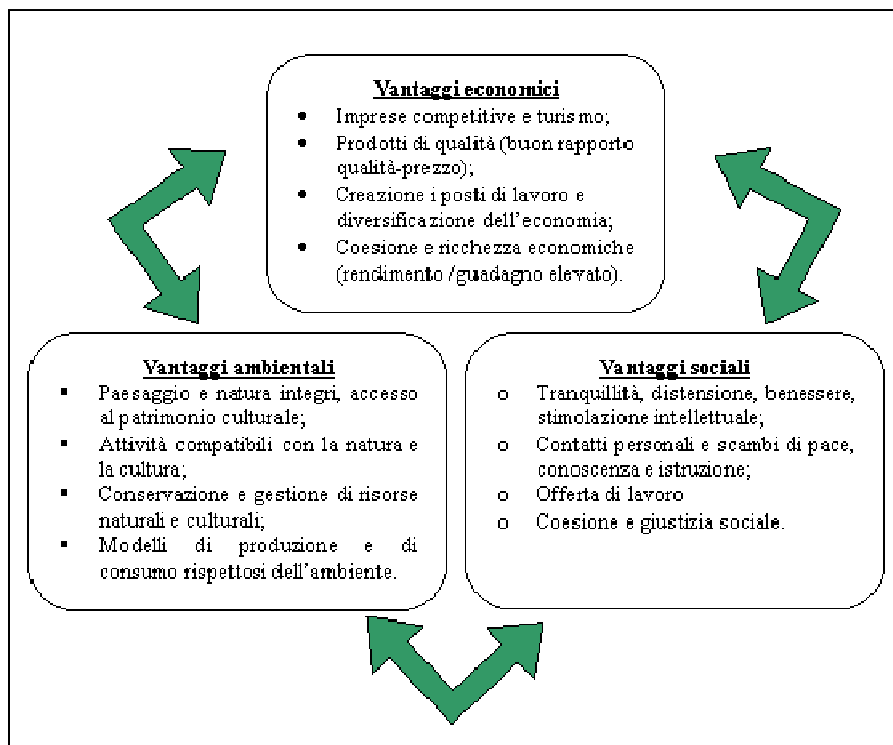 Vantaggi economici
• Imprese competitive e turismo;
• Prodotti di qualità (buon rapporto
qualità-prezzo);
• Creazione i posti di lavoro e
diversificazione dell'economia;
• Coesione e ricchezza economiche
(rendimento /guadagno elevato).
Vantaggi ambientali
▪ Paesaggio e natura integri, accesso
al patrimonio culturale;
▪ Attività compatibili con la natura e
la cultura;
▪ Conservazione e gestione di risorse
naturali e culturali;
▪ Modelli di produzione e di
consumo rispettosi dell'ambiente.
Vantaggi sociali
o Tranquillità, distensione, benessere,
stimolazione intellettuale;
o Contatti personali e scambi di pace,
conoscenza e istruzione;
o Offerta di lavoro
o Coesione e giustizia sociale.